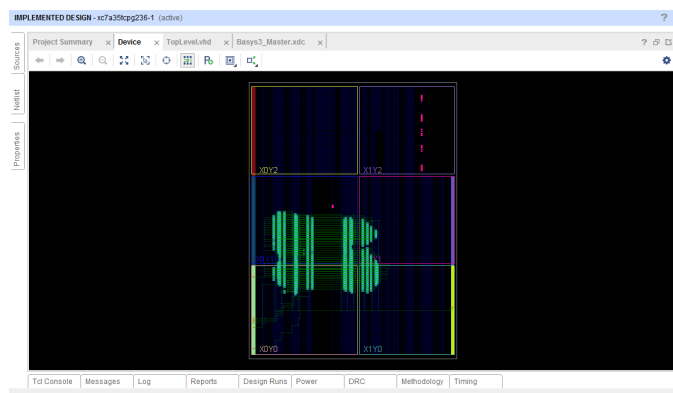 IMPLEMENTED DESIGN - xc7a35tcpg236-1 (active) ?
Project Summary × Device × TopLevel.vhd × Basys3_Master.xdc × ?
Sources
Netlist
Properties
X0Y2 X1Y2
X0Y0 X1Y0
Tcl Console Messages Log Reports Design Runs Power DRC Methodology Timing